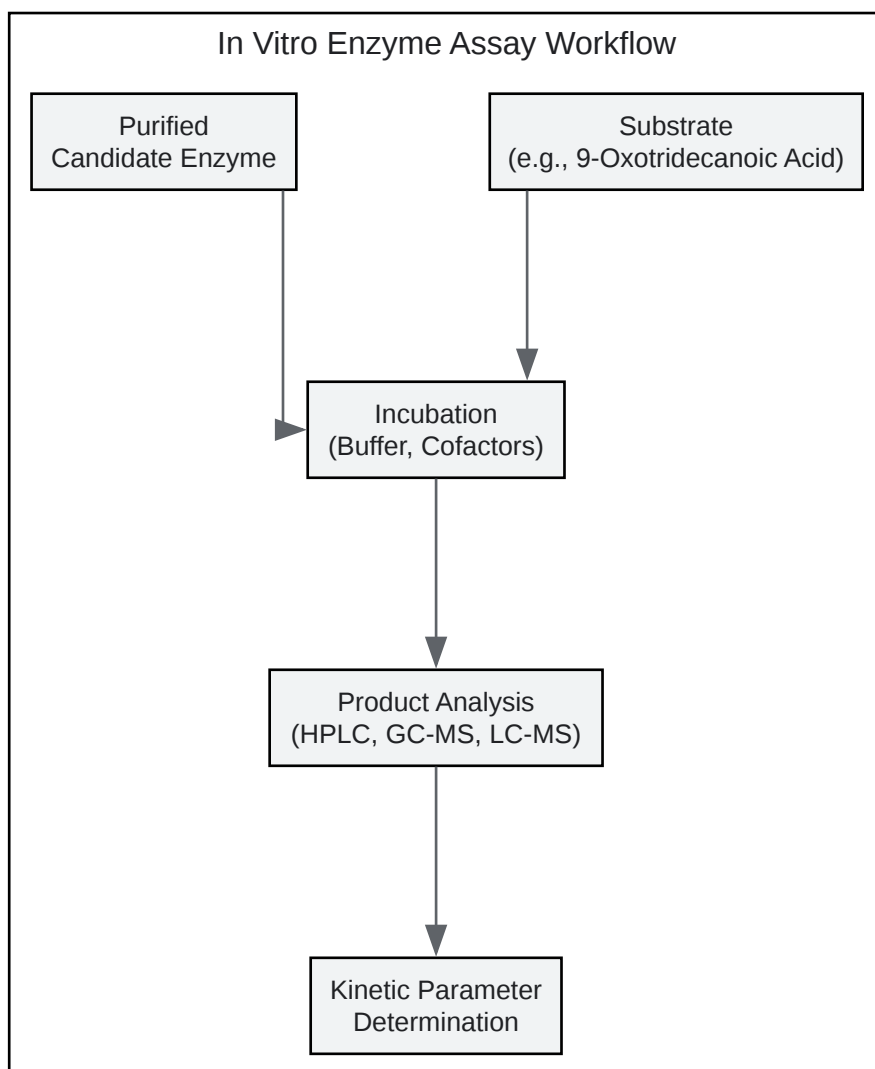 In Vitro Enzyme Assay Workflow
Purified
Candidate Enzyme
Substrate
(e.g., 9-Oxotridecanoic Acid)
Incubation
(Buffer, Cofactors)
Product Analysis
(HPLC, GC-MS, LC-MS)
Kinetic Parameter
Determination